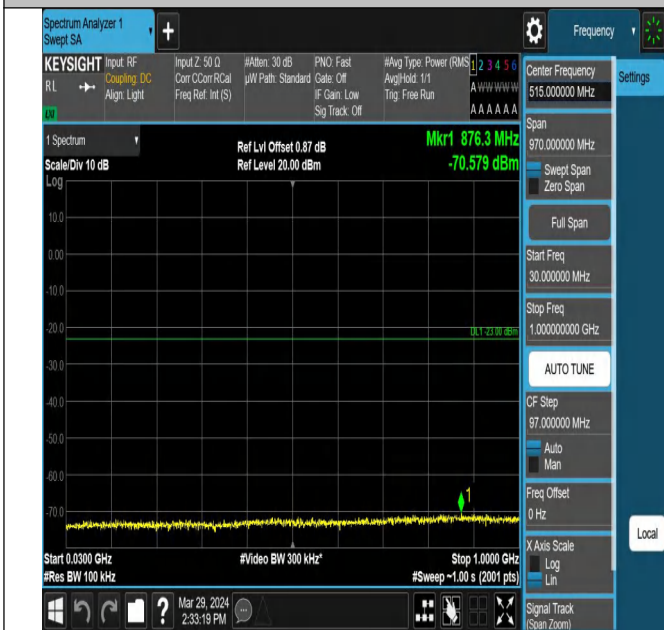 Spectrum Analyzer 1
Swept SA
+
Frequency
KEYSIGHT
RL
LXI
Input: RF
Coupling: DC
Align: Light
Input Z: 50 Ω
Corr CCorr RCal
Freq Ref: Int (S)
#Atten: 30 dB
µW Path: Standard
PNO: Fast
Gate: Off
IF Gain: Low
Sig Track: Off
#Avg Type: Power (RMS
Avg|Hold: 1/1
Trig: Free Run
1 2 3 4 5 6
A W W W W W
A A A A A A
1 Spectrum
Scale/Div 10 dB
Log
Ref Lvl Offset 0.87 dB
Ref Level 20.00 dBm
Mkr1 876.3 MHz
-70.579 dBm
10.0
0.00
-10.0
-20.0
DL1 -23.00 dBm
-30.0
-40.0
-50.0
-60.0
-70.0
1
Start 0.0300 GHz
#Res BW 100 kHz
#Video BW 300 kHz*
Stop 1.0000 GHz
#Sweep ~1.00 s (2001 pts)
?
Mar 29, 2024
2:33:19 PM
Center Frequency
515.000000 MHz
Span
970.000000 MHz
Swept Span
Zero Span
Full Span
Start Freq
30.000000 MHz
Stop Freq
1.000000000 GHz
AUTO TUNE
CF Step
97.000000 MHz
Auto
Man
Freq Offset
0 Hz
X Axis Scale
Log
Lin
Signal Track
(Span Zoom)
Settings
Local